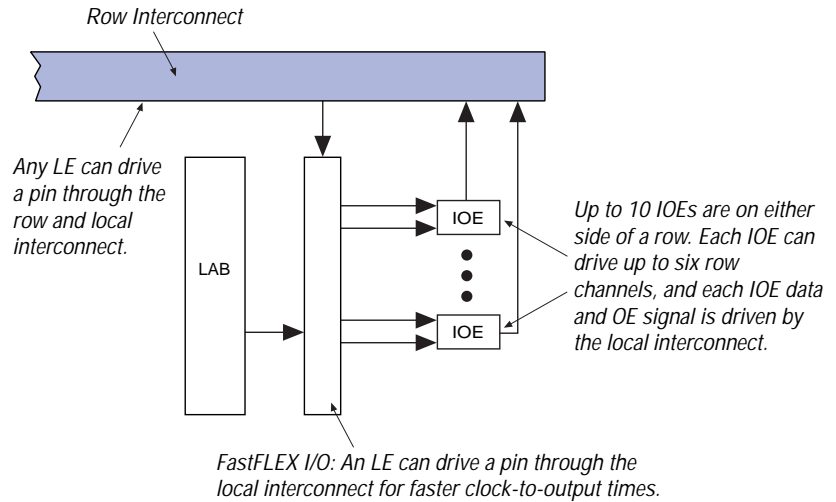 Row Interconnect
Any LE can drive
a pin through the
row and local
interconnect.
LAB
IOE
IOE
Up to 10 IOEs are on either
side of a row. Each IOE can
drive up to six row
channels, and each IOE data
and OE signal is driven by
the local interconnect.
FastFLEX I/O: An LE can drive a pin through the
local interconnect for faster clock-to-output times.